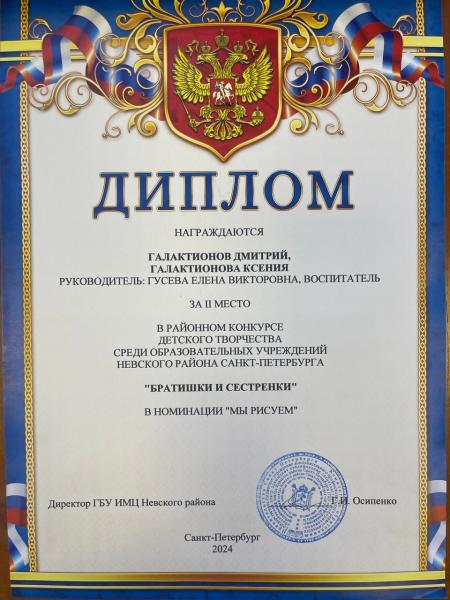 ДИПЛОМ
НАГРАЖДАЮТСЯ
ГАЛАКТИОНОВ ДМИТРИЙ,
ГАЛАКТИОНОВА КСЕНИЯ
РУКОВОДИТЕЛЬ: ГУСЕВА ЕЛЕНА ВИКТОРОВНА, ВОСПИТАТЕЛЬ
ЗА II МЕСТО
В РАЙОННОМ КОНКУРСЕ
ДЕТСКОГО ТВОРЧЕСТВА
СРЕДИ ОБРАЗОВАТЕЛЬНЫХ УЧРЕЖДЕНИЙ
НЕВСКОГО РАЙОНА САНКТ-ПЕТЕРБУРГА
"БРАТИШКИ И СЕСТРЕНКИ"
В НОМИНАЦИИ "МЫ РИСУЕМ"
Директор ГБУ ИМЦ Невского района Г.И. Осипенко
Санкт-Петербург
2024